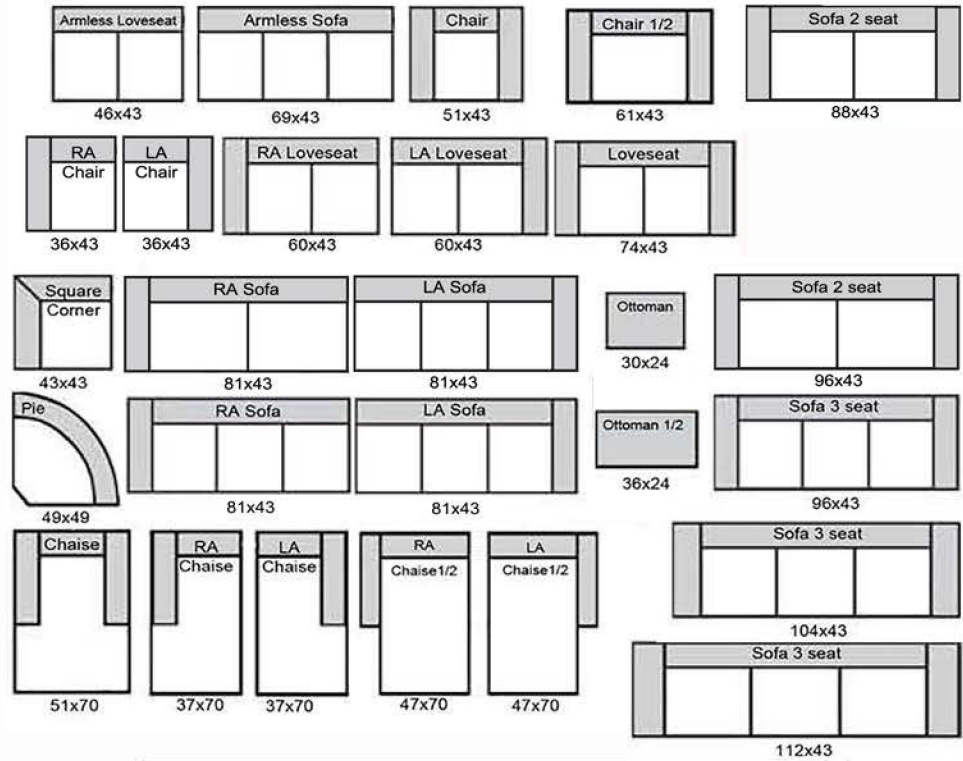 Armless Loveseat
46x43
Armless Sofa
69x43
Chair
51x43
Chair 1/2
61x43
Sofa 2 seat
88x43
RA
Chair
36x43
LA
Chair
36x43
RA Loveseat
60x43
LA Loveseat
60x43
Loveseat
74x43
Square
Corner
43x43
RA Sofa
81x43
LA Sofa
81x43
Ottoman
30x24
Sofa 2 seat
96x43
Pie
49x49
RA Sofa
81x43
LA Sofa
81x43
Ottoman 1/2
36x24
Sofa 3 seat
96x43
Chaise
51x70
RA
Chaise
37x70
LA
Chaise
37x70
RA
Chaise1/2
47x70
LA
Chaise1/2
47x70
Sofa 3 seat
104x43
Sofa 3 seat
112x43